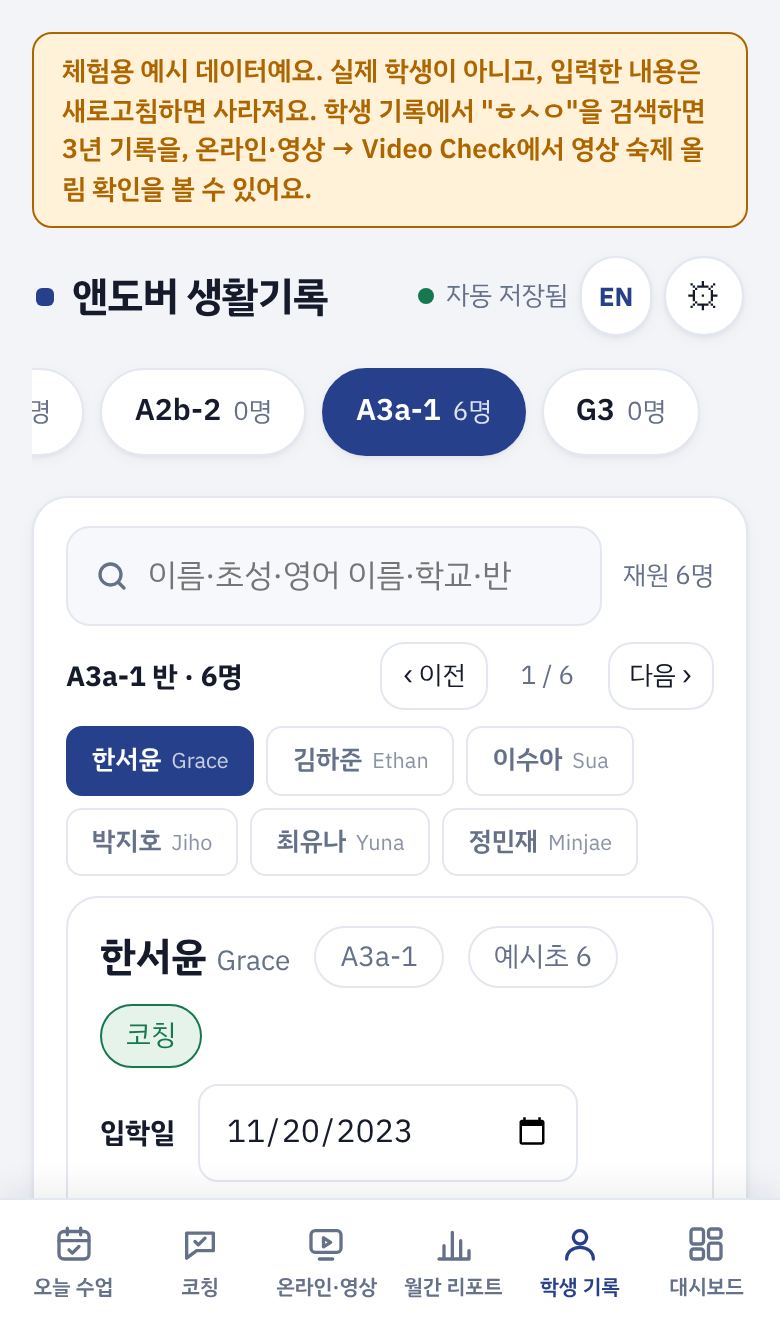 체험용 예시 데이터예요. 실제 학생이 아니고, 입력한 내용은
새로고침하면 사라져요. 학생 기록에서 "ㅎㅅㅇ"을 검색하면
3년 기록을, 온라인·영상 → Video Check에서 영상 숙제 올
림 확인을 볼 수 있어요.
앤도버 생활기록 자동 저장됨 EN
명 A2b-2 0명 A3a-1 6명 G3 0명
이름·초성·영어 이름·학교·반 재원 6명
A3a-1 반 · 6명 ‹ 이전 1 / 6 다음 ›
한서윤 Grace 김하준 Ethan 이수아 Sua
박지호 Jiho 최유나 Yuna 정민재 Minjae
한서윤 Grace A3a-1 예시초 6
코칭
입학일 11/20/2023
오늘 수업 코칭 온라인·영상 월간 리포트 학생 기록 대시보드